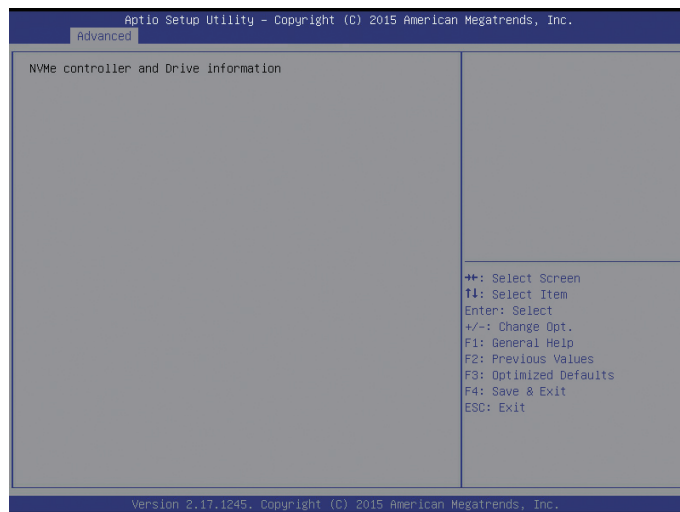 Aptio Setup Utility – Copyright (C) 2015 American Megatrends, Inc.
Advanced
NVMe controller and Drive information
→←: Select Screen
↑↓: Select Item
Enter: Select
+/-: Change Opt.
F1: General Help
F2: Previous Values
F3: Optimized Defaults
F4: Save & Exit
ESC: Exit
Version 2.17.1245. Copyright (C) 2015 American Megatrends, Inc.